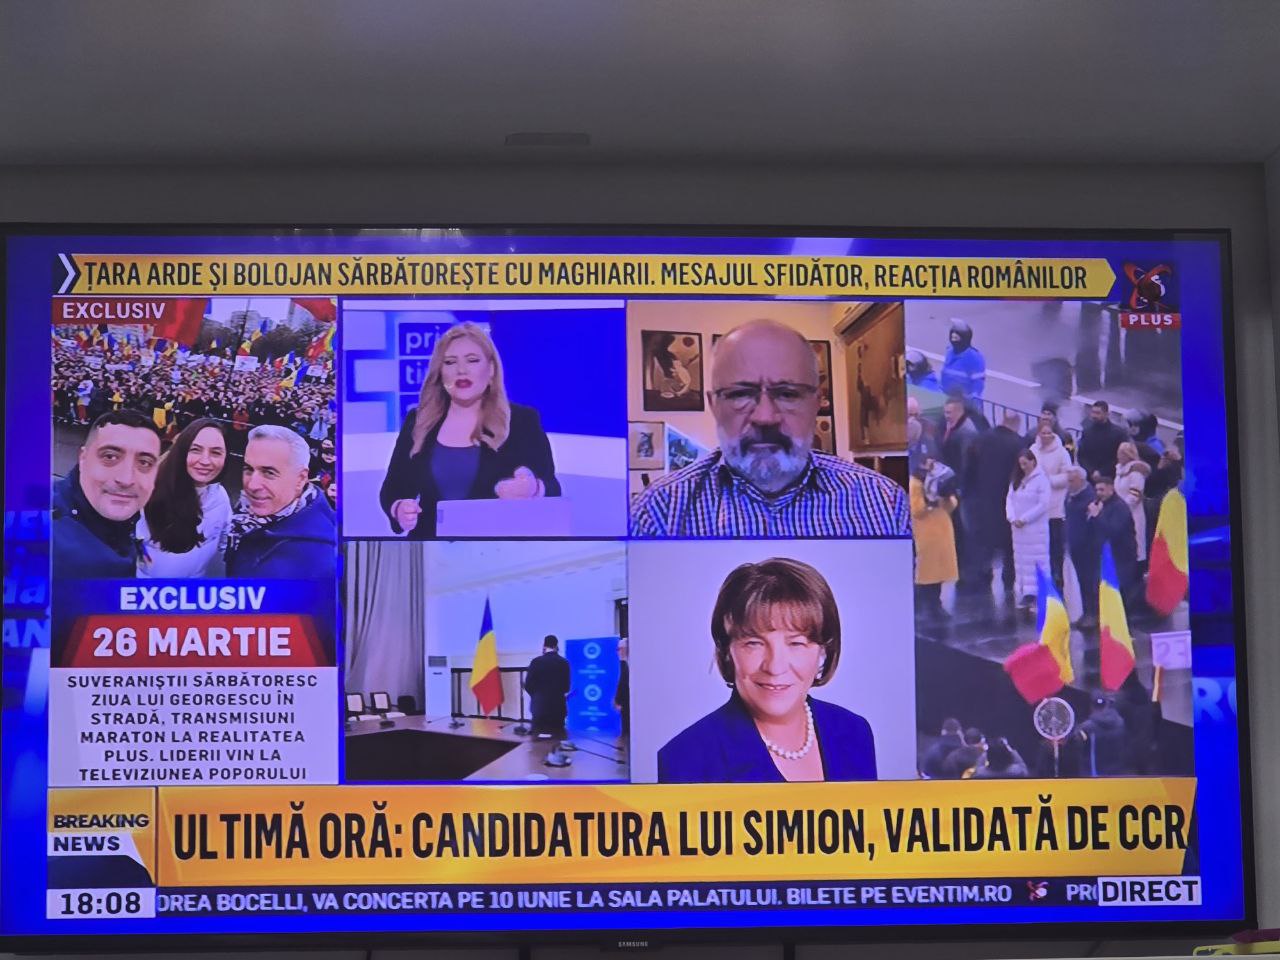 ȚARA ARDE ȘI BOLOJAN SĂRBĂTOREȘTE CU MAGHIARII. MESAJUL SFIDĂTOR, REACȚIA ROMÂNILOR
PLUS
EXCLUSIV
EXCLUSIV
26 MARTIE
SUVERANIȘTII SĂRBĂTORESC
ZIUA LUI GEORGESCU ÎN
STRADĂ, TRANSMISIUNI
MARATON LA REALITATEA
PLUS. LIDERII VIN LA
TELEVIZIUNEA POPORULUI
BREAKING
NEWS
ULTIMĂ ORĂ: CANDIDATURA LUI SIMION, VALIDATĂ DE CCR
18:08
DREA BOCELLI, VA CONCERTA PE 10 IUNIE LA SALA PALATULUI. BILETE PE EVENTIM.RO
DIRECT
SAMSUNG